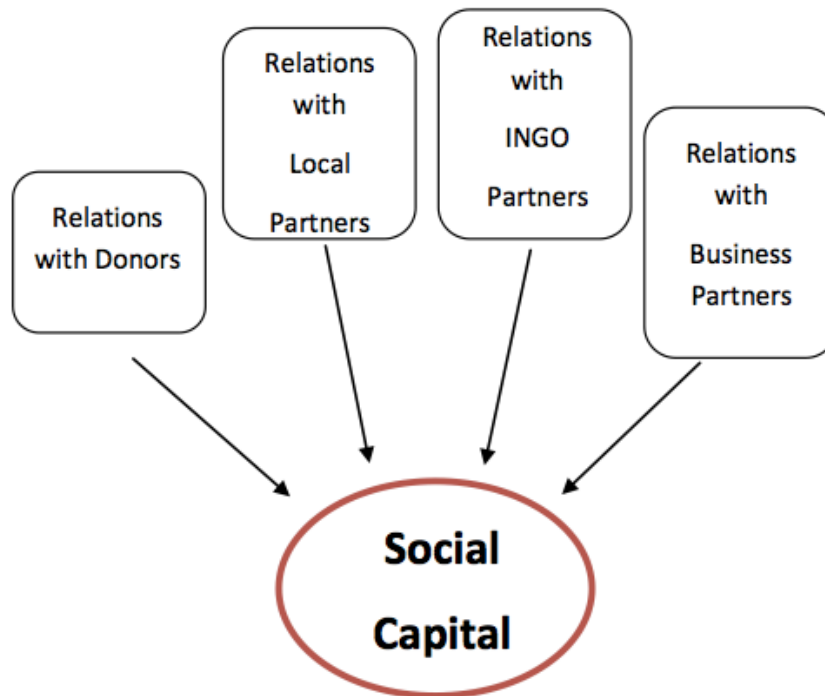 Relations
with Donors
Relations
with
Local
Partners
Relations
with
INGO
Partners
Relations
with
Business
Partners
Social
Capital